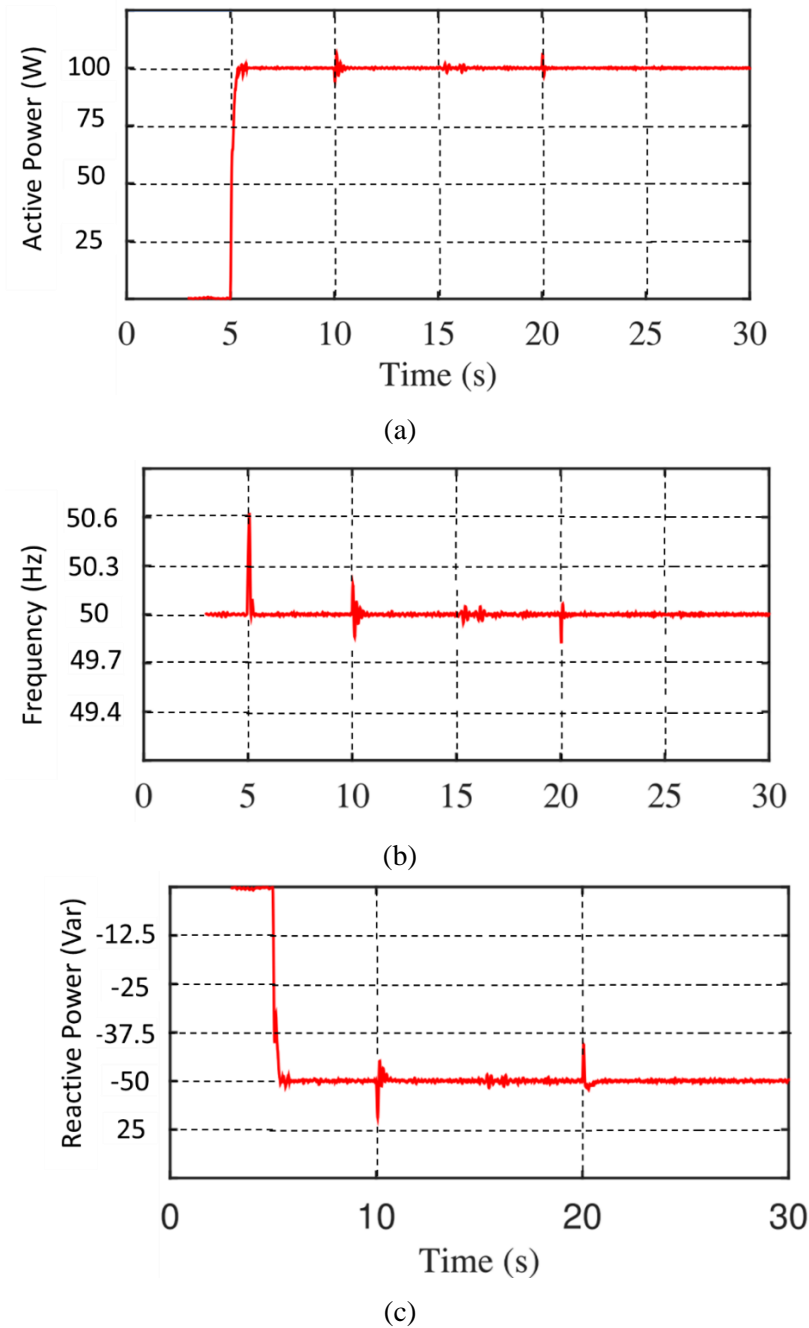 Active Power (W)
100
75
50
25
0 5 10 15 20 25 30
Time (s)
(a)
Frequency (Hz)
50.6
50.3
50
49.7
49.4
0 5 10 15 20 25 30
(b)
Reactive Power (Var)
-12.5
-25
-37.5
-50
25
0 10 20 30
Time (s)
(c)